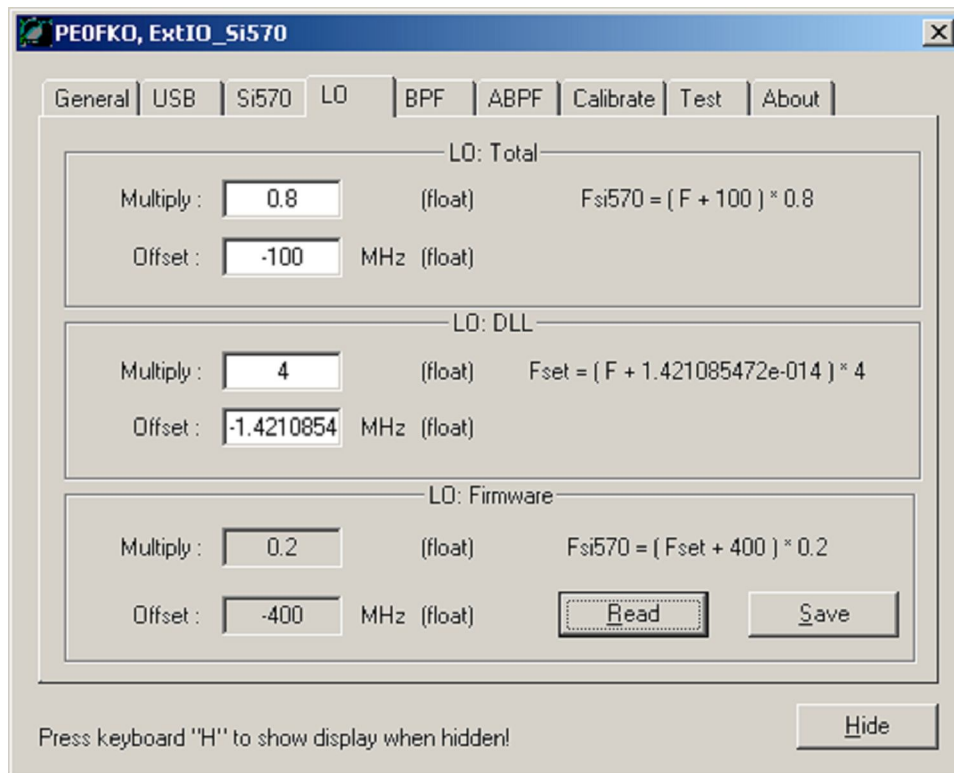 PE0FKO, ExtIO_Si570
General USB Si570 LO BPF ABPF Calibrate Test About
LO: Total
Multiply : 0.8 (float) Fsi570 = ( F + 100 ) * 0.8
Offset : -100 MHz (float)
LO: DLL
Multiply : 4 (float) Fset = ( F + 1.421085472e-014 ) * 4
Offset : -1.4210854 MHz (float)
LO: Firmware
Multiply : 0.2 (float) Fsi570 = ( Fset + 400 ) * 0.2
Offset : -400 MHz (float) Read Save
Press keyboard "H" to show display when hidden! Hide